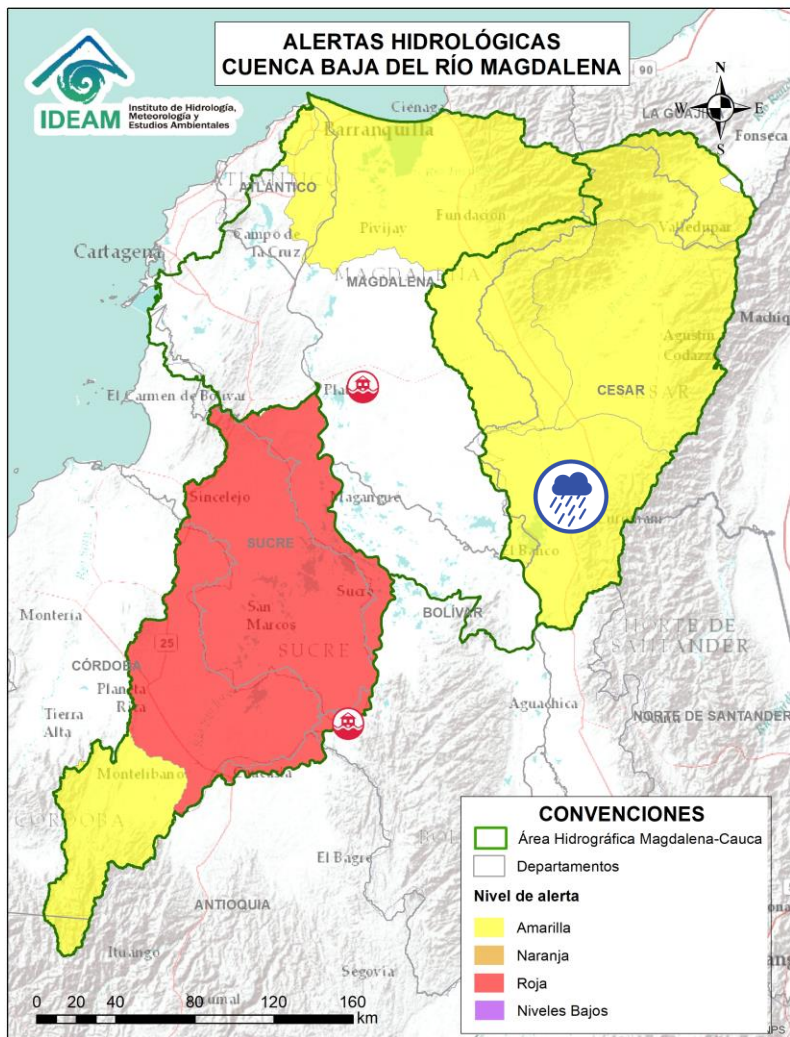 ALERTAS HIDROLÓGICAS
CUENCA BAJA DEL RÍO MAGDALENA
IDEAM
Instituto de Hidrología,
Meteorología y
Estudios Ambientales
N
W
E
S
90
Ciénaga
LA GUAJIRA
Fonseca
Barranquilla
ATLÁNTICO
Valledupar
Pivijay
Fundación
Campo de
la Cruz
Cartagena
MAGDALENA
MAGDALENA
Agustín
Codazzi
CESAR
El Carmen de Bolívar
Sincelejo
Magangué
SUCRE
El Banco
Sucre
BOLÍVAR
San
Marcos
SUCRE
Montería
25
CÓRDOBA
Planeta
Rica
Tierra
Alta
NORTE DE
SANTANDER
NORTE DE SANTANDER
Aguachica
Montelibano
El Bagre
ANTIOQUIA
Ituango
Segovia
CONVENCIONES
Área Hidrográfica Magdalena-Cauca
Departamentos
Nivel de alerta
Amarilla
Naranja
Roja
Niveles Bajos
0 20 40 80 120 160
km